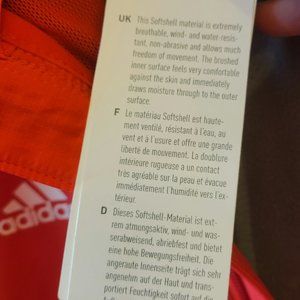 UK This Softshell material is extremely
breathable, wind- and water-resis-
tant, non-abrasive and allows much
freedom of movement. The brushed
inner surface feels very comfortable
against the skin and immediately
draws moisture through to the outer
surface.
F Le matériau Softshell est haute-
ment ventilé, résistant à l'eau, au
vent et à l'usure et offre une grande
liberté de mouvement. La doublure
intérieure rugueuse a un contact
très agréable sur la peau et évacue
immédiatement l'humidité vers l'ex-
térieur.
D Dieses Softshell-Material ist ext-
rem atmungsaktiv, wind- und was-
serabweisend, abriebfest und bietet
eine hohe Bewegungsfreiheit. Die
angeraute Innenseite trägt sich sehr
angenehm auf der Haut und trans-
portiert Feuchtigkeit sofort auf die
adidas